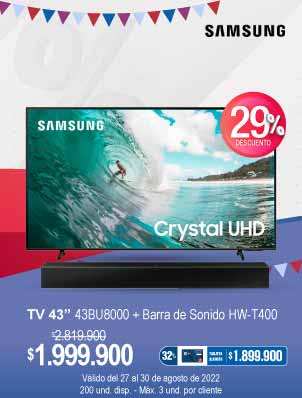 SAMSUNG
SAMSUNG
29%
DESCUENTO
Crystal UHD
TV 43” 43BU8000 + Barra de Sonido HW-T400
$2.819.900
$1.999.900
32%
TARJETA
$1.899.900
Válido del 27 al 30 de agosto de 2022
200 und. disp. - Máx. 3 und. por cliente